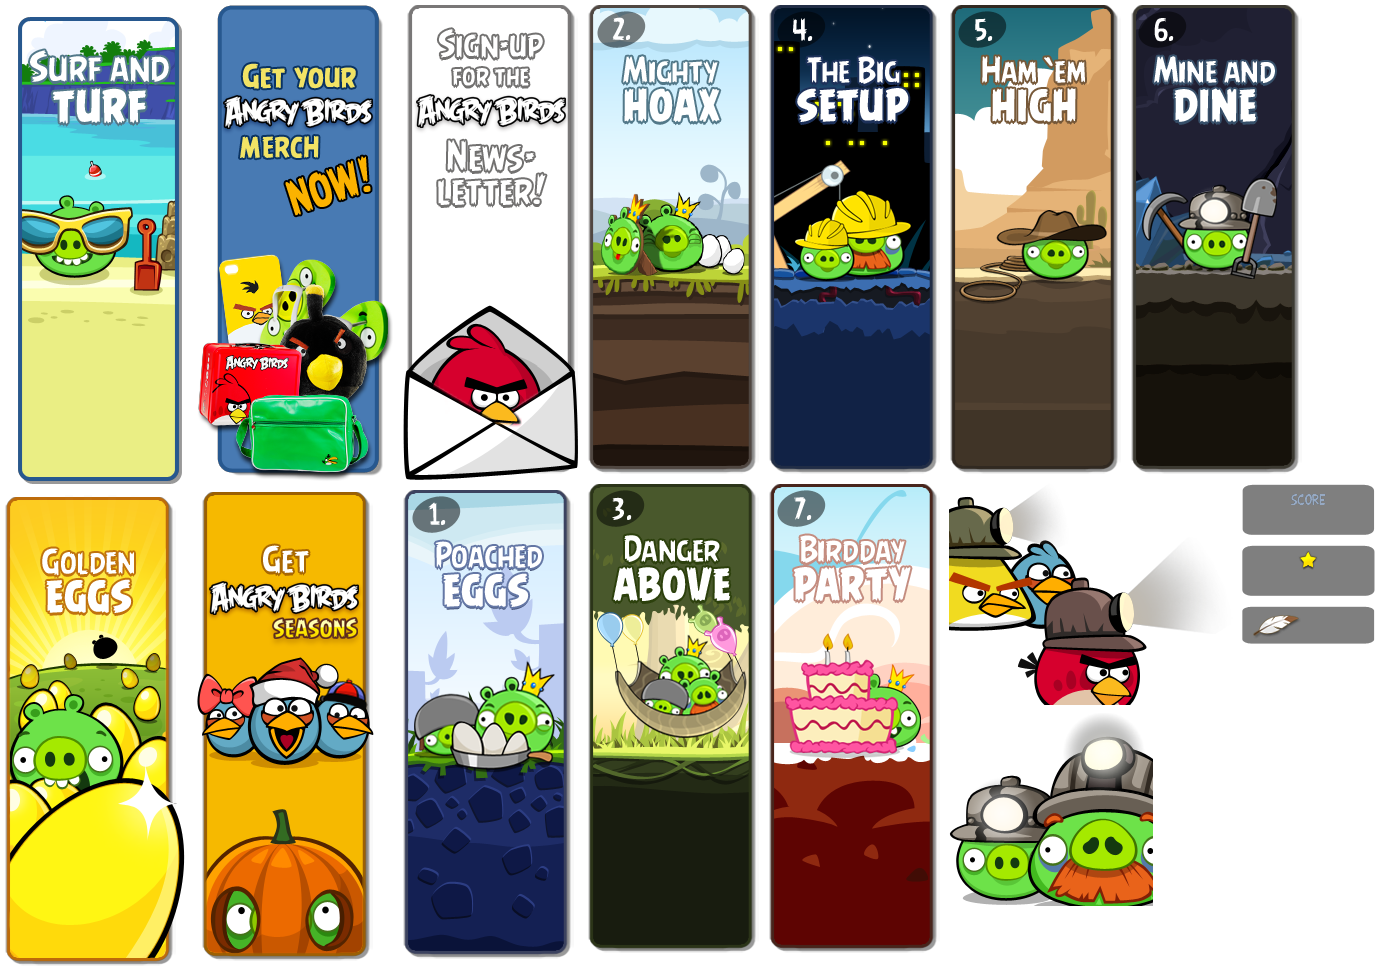 SURF AND
TURF
GET YOUR
ANGRY BIRDS
MERCH
NOW!
ANGRY BIRDS
SIGN-UP
FOR THE
ANGRY BIRDS
NEWS-
LETTER!
2.
MIGHTY
HOAX
4.
THE BIG
SETUP
5.
HAM 'EM
HIGH
6.
MINE AND
DINE
GOLDEN
EGGS
GET
ANGRY BIRDS
SEASONS
1.
POACHED
EGGS
3.
DANGER
ABOVE
7.
BIRDDAY
PARTY
SCORE